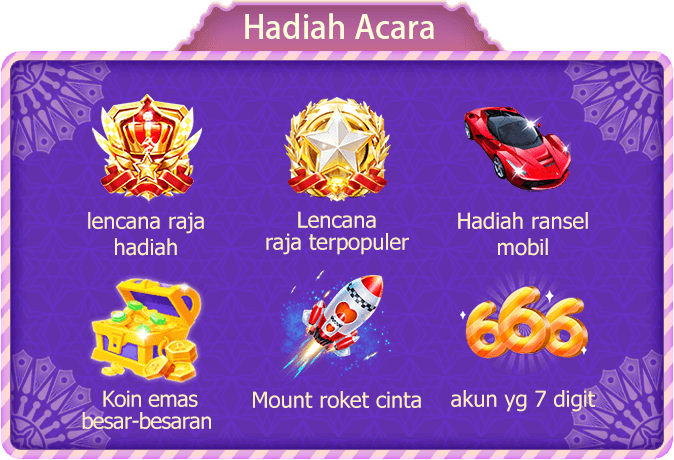 Hadiah Acara
lencana raja
hadiah
Lencana
raja terpopuler
Hadiah ransel
mobil
Koin emas
besar-besaran
Mount roket cinta
666
akun yg 7 digit